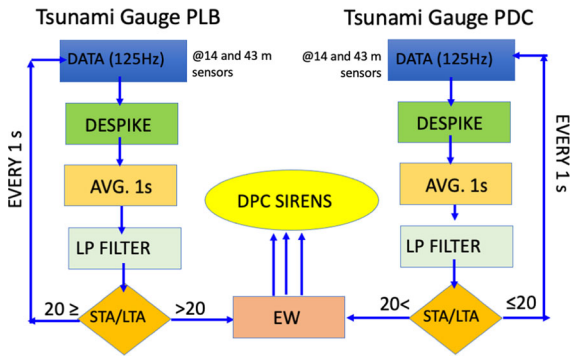 Tsunami Gauge PLB
Tsunami Gauge PDC
DATA (125Hz)
@14 and 43 m
sensors
@14 and 43 m
sensors
DATA (125Hz)
DESPIKE
DESPIKE
EVERY 1 s
EVERY 1 s
AVG. 1s
AVG. 1s
DPC SIRENS
LP FILTER
LP FILTER
20 ≥
STA/LTA
>20
EW
20<
STA/LTA
≤20